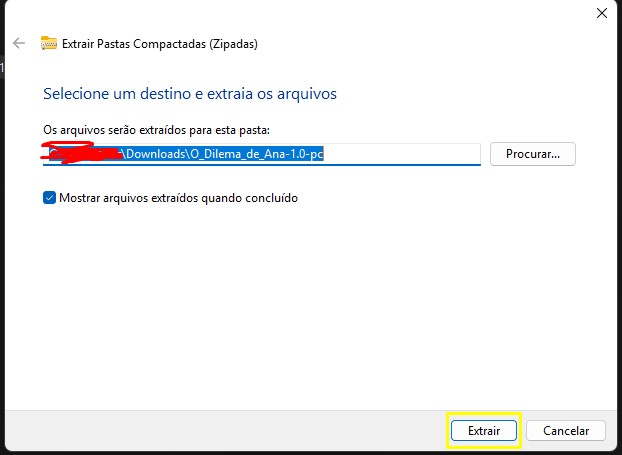 Extrair Pastas Compactadas (Zipadas)
Selecione um destino e extraia os arquivos
Os arquivos serão extraídos para esta pasta:
\Downloads\O_Dilema_de_Ana-1.0-pc
Procurar...
Mostrar arquivos extraídos quando concluído
Extrair
Cancelar